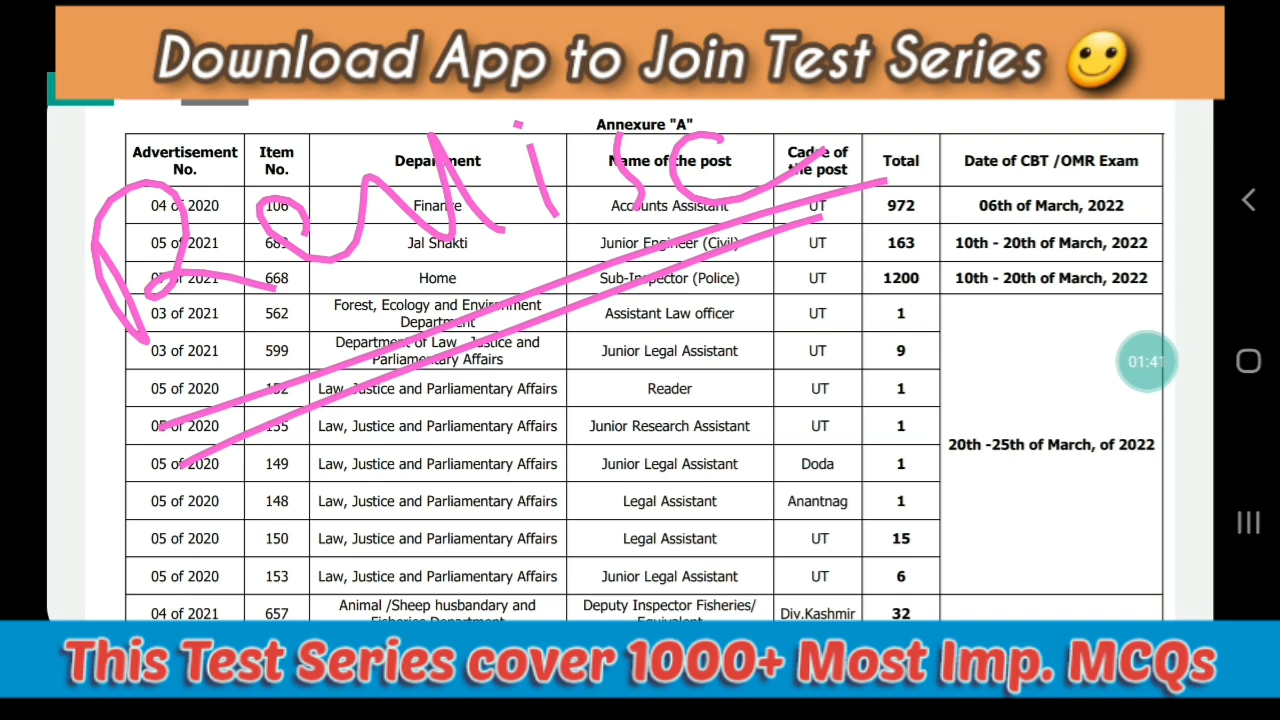 Download App to Join Test Series
Annexure "A"
Advertisement No. Item No. Department Name of the post Cadre of the post Total Date of CBT /OMR Exam
04 of 2020 106 Finance Accounts Assistant UT 972 06th of March, 2022
05 of 2021 Jal Shakti Junior Engineer (Civil) UT 163 10th - 20th of March, 2022
of 2021 668 Home Sub-Inspector (Police) UT 1200 10th - 20th of March, 2022
03 of 2021 562 Forest, Ecology and Environment Department Assistant Law officer UT 1
03 of 2021 599 Department of Law, Justice and Parliamentary Affairs Junior Legal Assistant UT 9
05 of 2020 152 Law, Justice and Parliamentary Affairs Reader UT 1
05 of 2020 155 Law, Justice and Parliamentary Affairs Junior Research Assistant UT 1
20th -25th of March, of 2022
05 of 2020 149 Law, Justice and Parliamentary Affairs Junior Legal Assistant Doda 1
05 of 2020 148 Law, Justice and Parliamentary Affairs Legal Assistant Anantnag 1
05 of 2020 150 Law, Justice and Parliamentary Affairs Legal Assistant UT 15
05 of 2020 153 Law, Justice and Parliamentary Affairs Junior Legal Assistant UT 6
04 of 2021 657 Animal /Sheep husbandary and Fisheries Department Deputy Inspector Fisheries/ Equivalent Div.Kashmir 32
01:41
This Test Series cover 1000+ Most Imp. MCQs